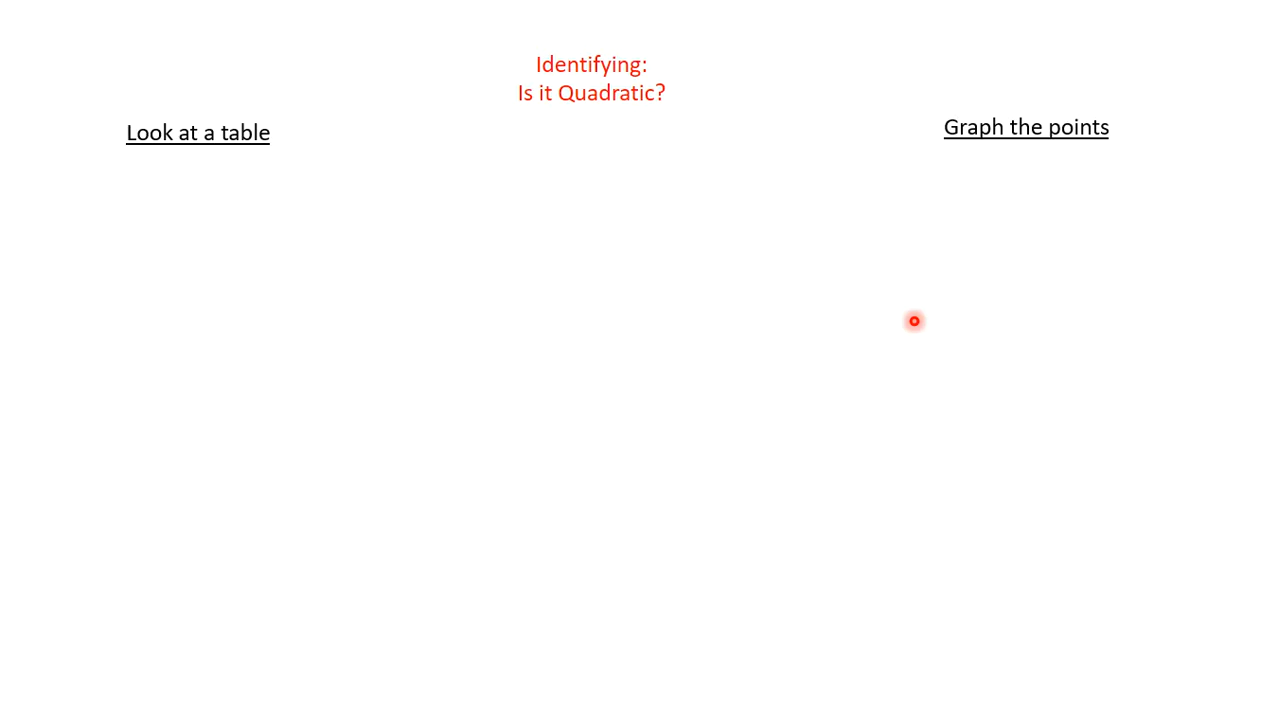 Identifying:
Is it Quadratic?
Look at a table
Graph the points